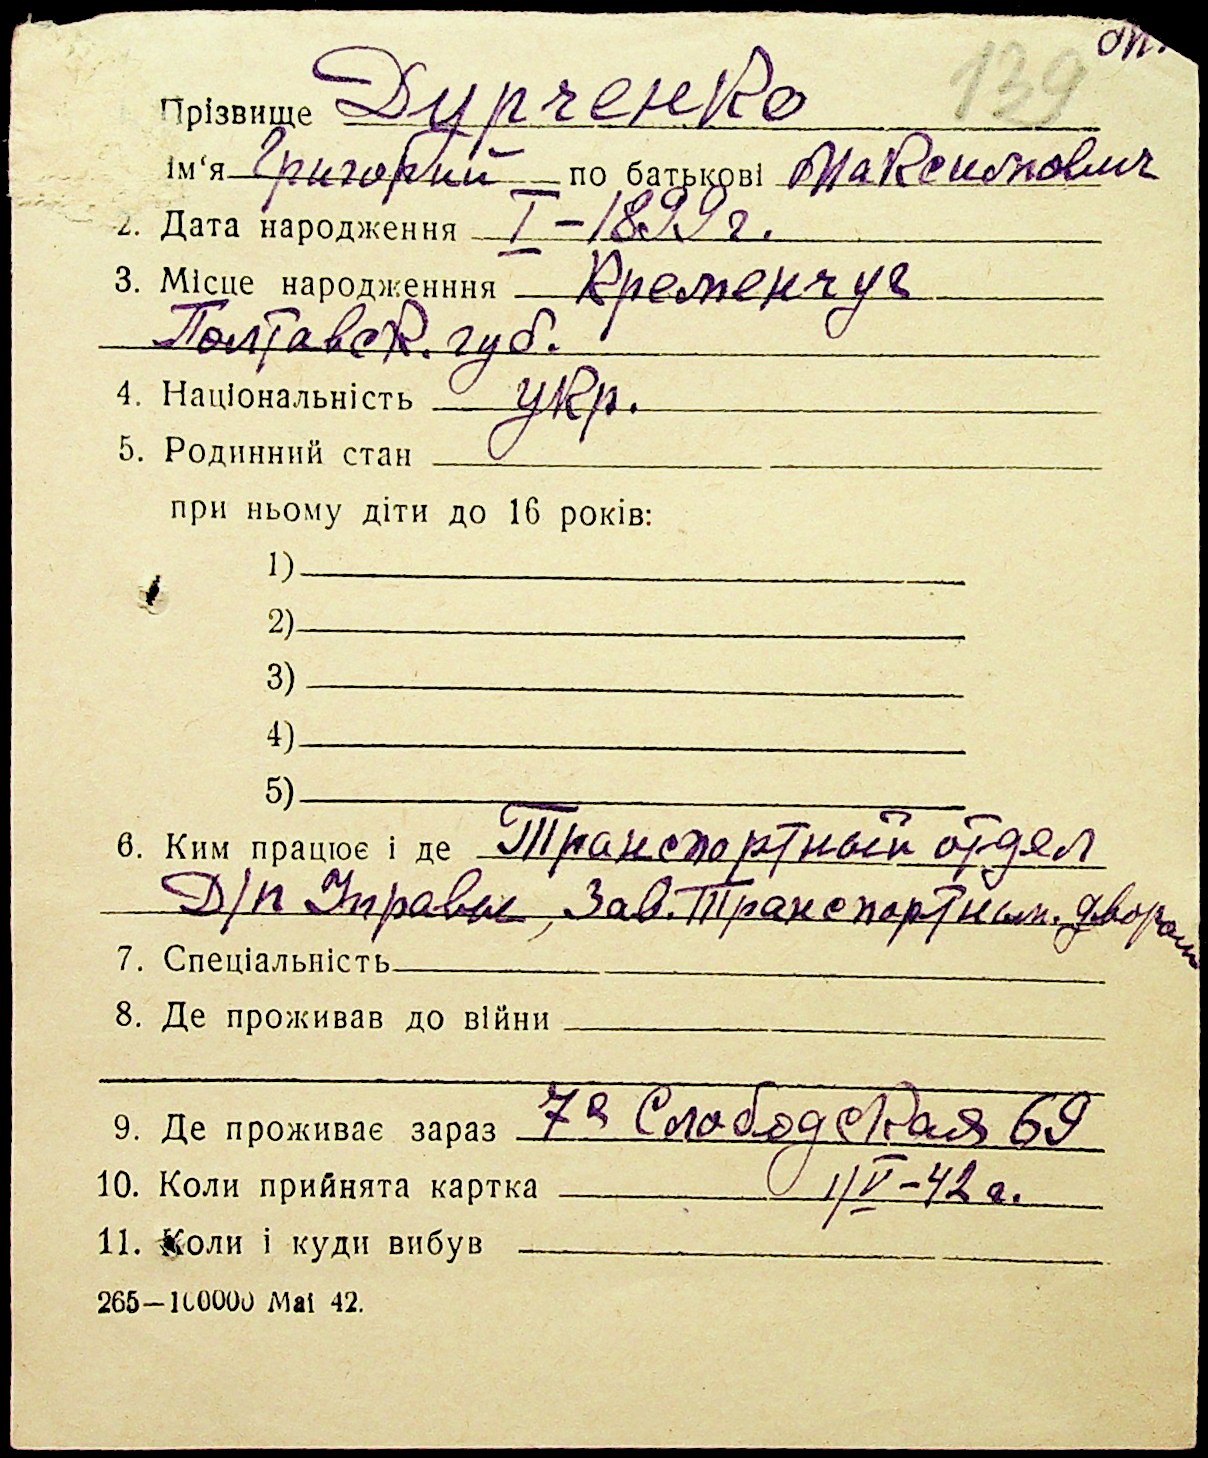 139
Прізвище Дурченко
ім‘я Григорий по батькові Максимович
2. Дата народження I – 1899 г.
3. Місце народженння Кременчуг
Полтавск. губ.
4. Національність укр.
5. Родинний стан
при ньому діти до 16 років:
1)
2)
3)
4)
5)
6. Ким працює і де Транспортный отдел
Д/п Управы, Зав. Транспортным. двором
7. Спеціальність
8. Де проживав до війни
9. Де проживає зараз 7я Слободская 69
10. Коли прийнята картка 1/V – 42 г.
11. Коли і куди вибув
265—100000 Маі 42.